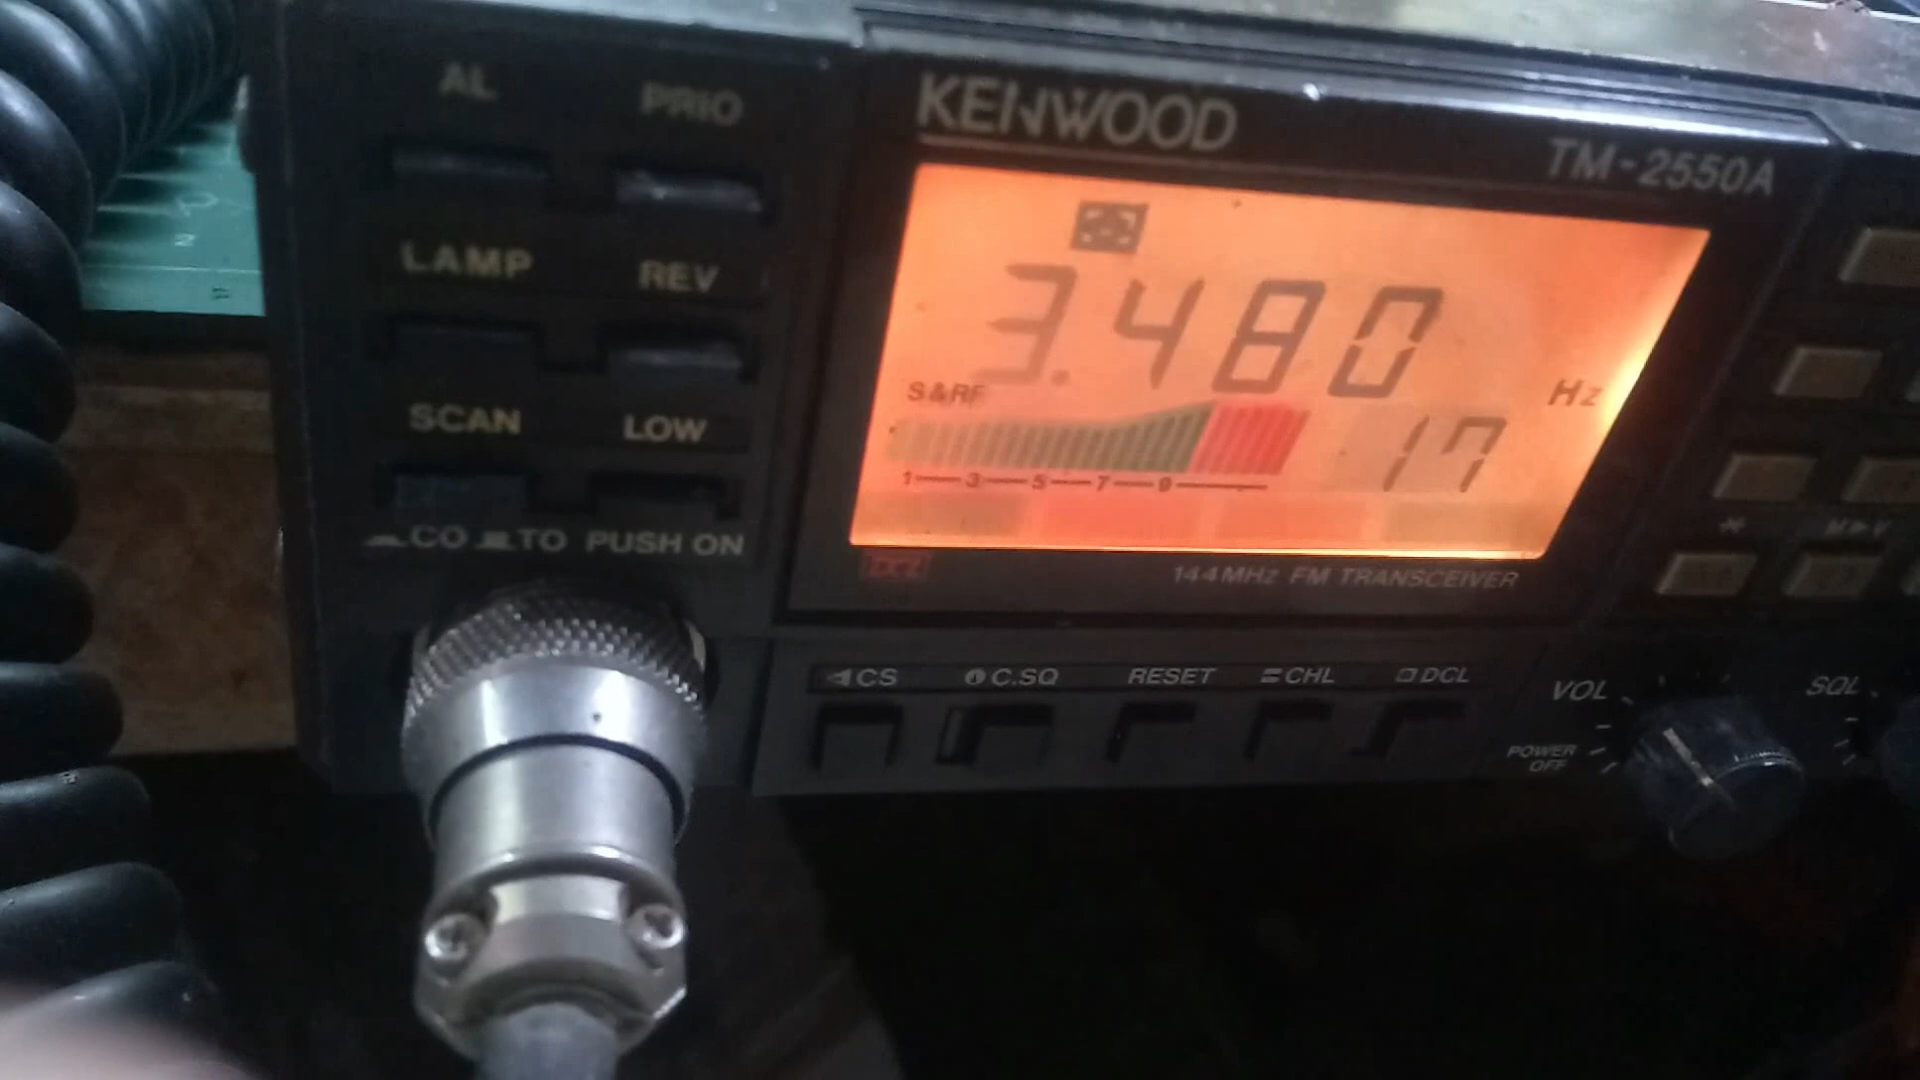 AL PRIO
KENWOOD
TM-2550A
LAMP REV
3.480
Hz
S&RF
SCAN LOW
17
1 3 5 7 9
CO TO PUSH ON
144MHz FM TRANSCEIVER
CS C.SQ RESET CHL DCL
VOL
SQL
POWER
OFF